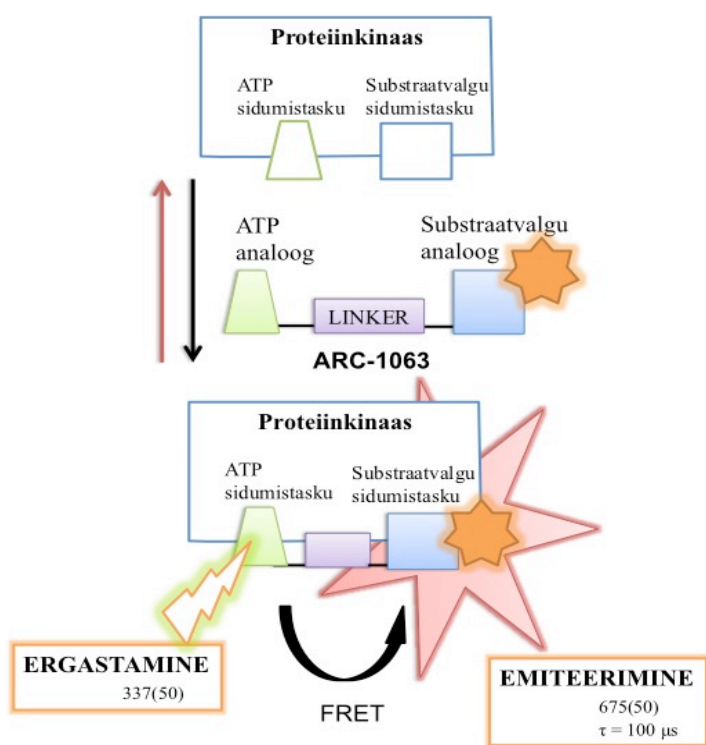 Proteiinkinaas
ATP
sidumistasku
Substraatvalgu
sidumistasku
ATP
analoog
Substraatvalgu
analoog
LINKER
ARC-1063
Proteiinkinaas
ATP
sidumistasku
Substraatvalgu
sidumistasku
ERGASTAMINE
337(50)
FRET
EMITEERIMINE
675(50)
τ = 100 µs